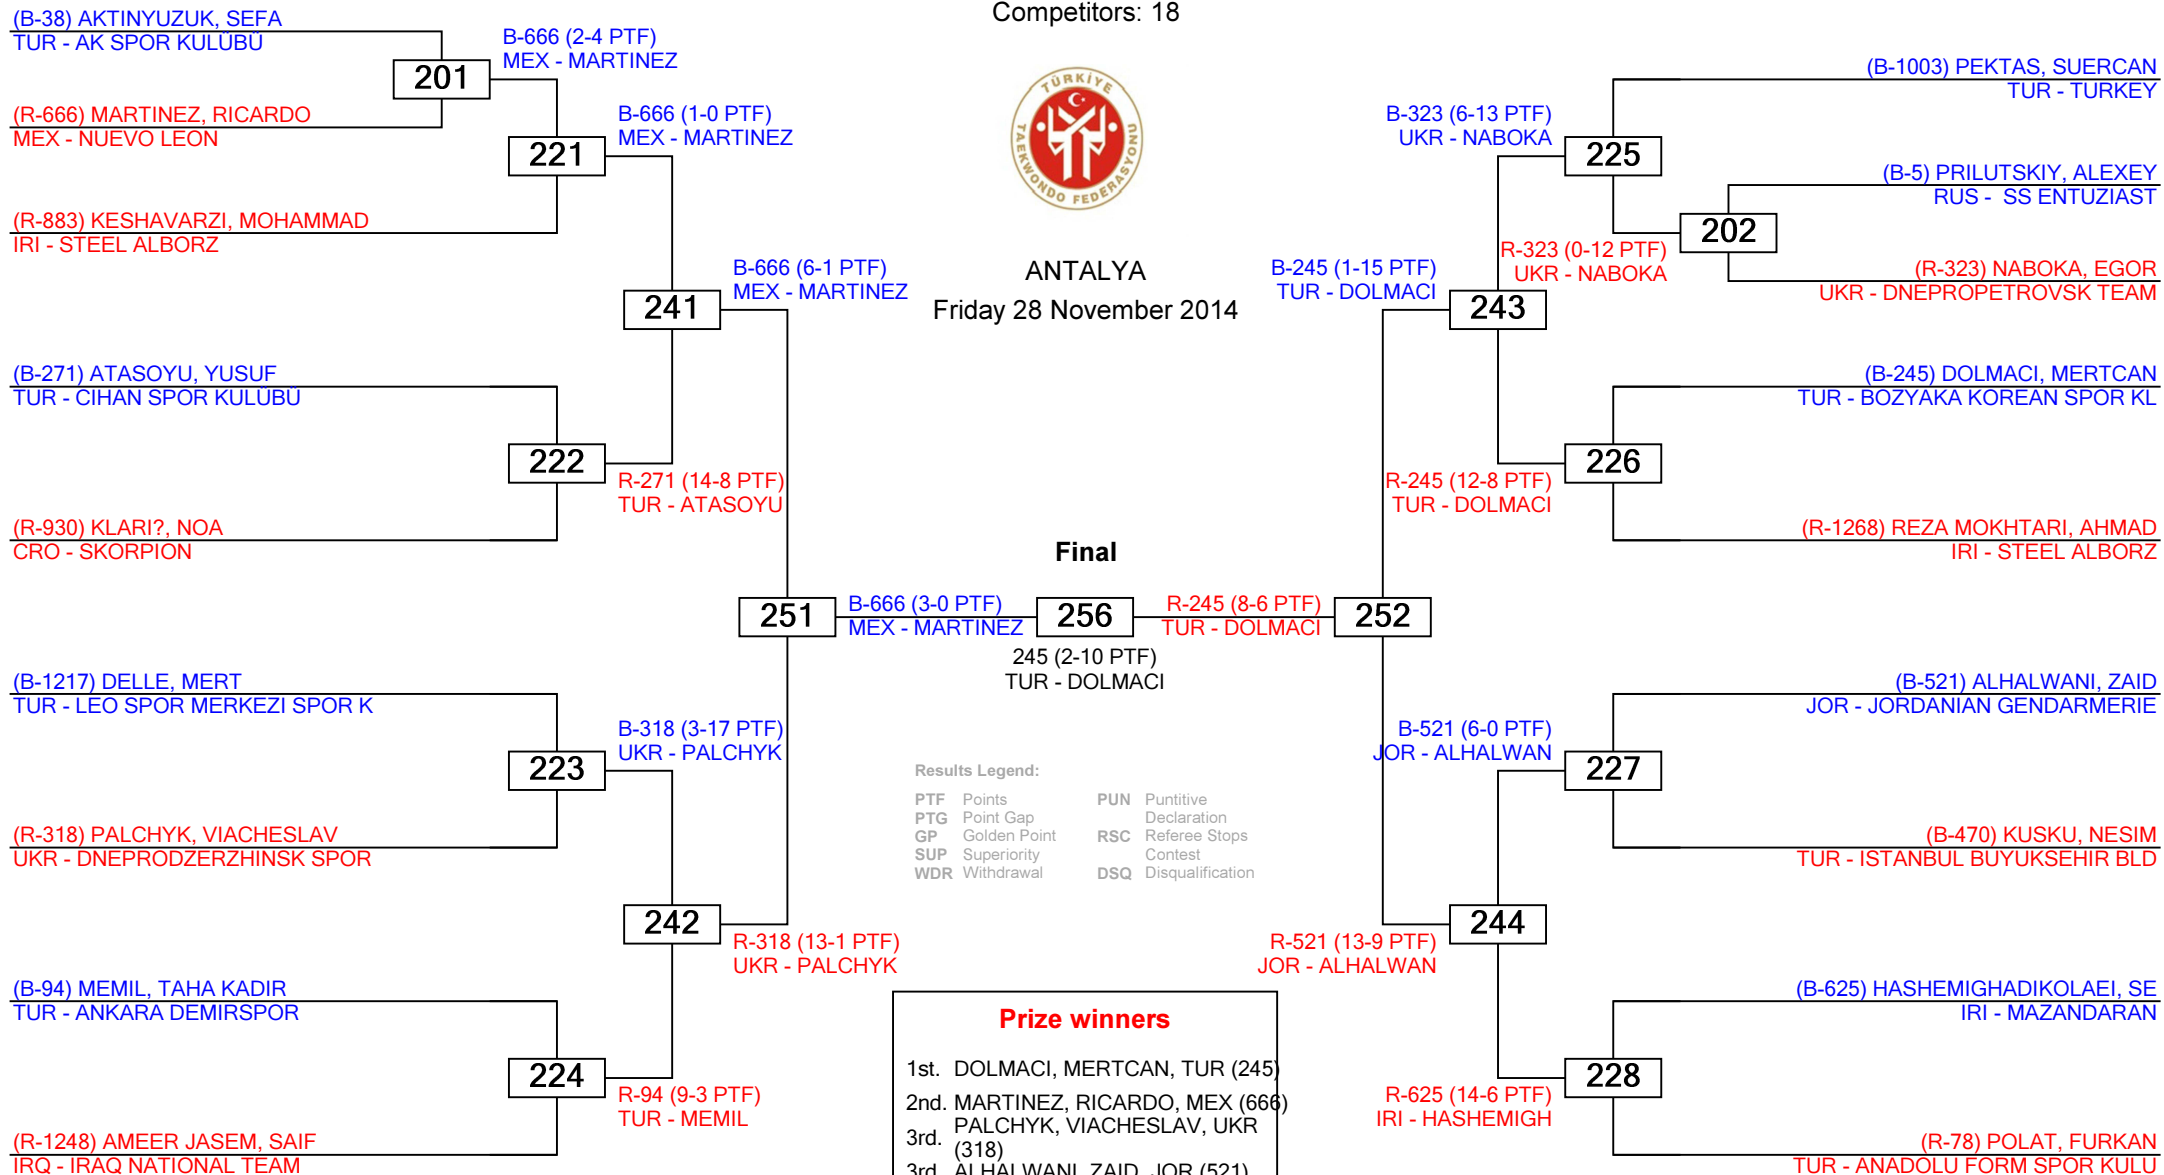 Competitors: 18
TÜRKİYE
TAEKWONDO FEDERASYONU
ANTALYA
Friday 28 November 2014
(B-38) AKTINYUZUK, SEFA
TUR - AK SPOR KULÜBÜ
201
(R-666) MARTINEZ, RICARDO
MEX - NUEVO LEON
B-666 (2-4 PTF)
MEX - MARTINEZ
221
(R-883) KESHAVARZI, MOHAMMAD
IRI - STEEL ALBORZ
B-666 (1-0 PTF)
MEX - MARTINEZ
241
B-666 (6-1 PTF)
MEX - MARTINEZ
(B-271) ATASOYU, YUSUF
TUR - CIHAN SPOR KULÜBÜ
222
R-271 (14-8 PTF)
TUR - ATASOYU
(R-930) KLARI?, NOA
CRO - SKORPION
251
B-666 (3-0 PTF)
MEX - MARTINEZ
(B-1217) DELLE, MERT
TUR - LEO SPOR MERKEZI SPOR K
223
B-318 (3-17 PTF)
UKR - PALCHYK
(R-318) PALCHYK, VIACHESLAV
UKR - DNEPRODZERZHINSK SPOR
242
R-318 (13-1 PTF)
UKR - PALCHYK
(B-94) MEMIL, TAHA KADIR
TUR - ANKARA DEMIRSPOR
224
R-94 (9-3 PTF)
TUR - MEMIL
(R-1248) AMEER JASEM, SAIF
IRQ - IRAQ NATIONAL TEAM
Final
256
245 (2-10 PTF)
TUR - DOLMACI
R-245 (8-6 PTF)
TUR - DOLMACI
252
(B-1003) PEKTAS, SUERCAN
TUR - TURKEY
B-323 (6-13 PTF)
UKR - NABOKA
225
(B-5) PRILUTSKIY, ALEXEY
RUS - SS ENTUZIAST
202
R-323 (0-12 PTF)
UKR - NABOKA
(R-323) NABOKA, EGOR
UKR - DNEPROPETROVSK TEAM
B-245 (1-15 PTF)
TUR - DOLMACI
243
(B-245) DOLMACI, MERTCAN
TUR - BOZYAKA KOREAN SPOR KL
226
R-245 (12-8 PTF)
TUR - DOLMACI
(R-1268) REZA MOKHTARI, AHMAD
IRI - STEEL ALBORZ
(B-521) ALHALWANI, ZAID
JOR - JORDANIAN GENDARMERIE
B-521 (6-0 PTF)
JOR - ALHALWAN
227
(B-470) KUSKU, NESIM
TUR - ISTANBUL BUYUKSEHIR BLD
244
R-521 (13-9 PTF)
JOR - ALHALWAN
(B-625) HASHEMIGHADIKOLAEI, SE
IRI - MAZANDARAN
228
R-625 (14-6 PTF)
IRI - HASHEMIGH
(R-78) POLAT, FURKAN
TUR - ANADOLU FORM SPOR KULU
Results Legend:
PTF Points PUN Puntitive
PTG Point Gap Declaration
GP Golden Point RSC Referee Stops
SUP Superiority Contest
WDR Withdrawal DSQ Disqualification
Prize winners
1st. DOLMACI, MERTCAN, TUR (245)
2nd. MARTINEZ, RICARDO, MEX (666)
3rd. PALCHYK, VIACHESLAV, UKR
(318)
3rd. ALHALWANI, ZAID, JOR (521)